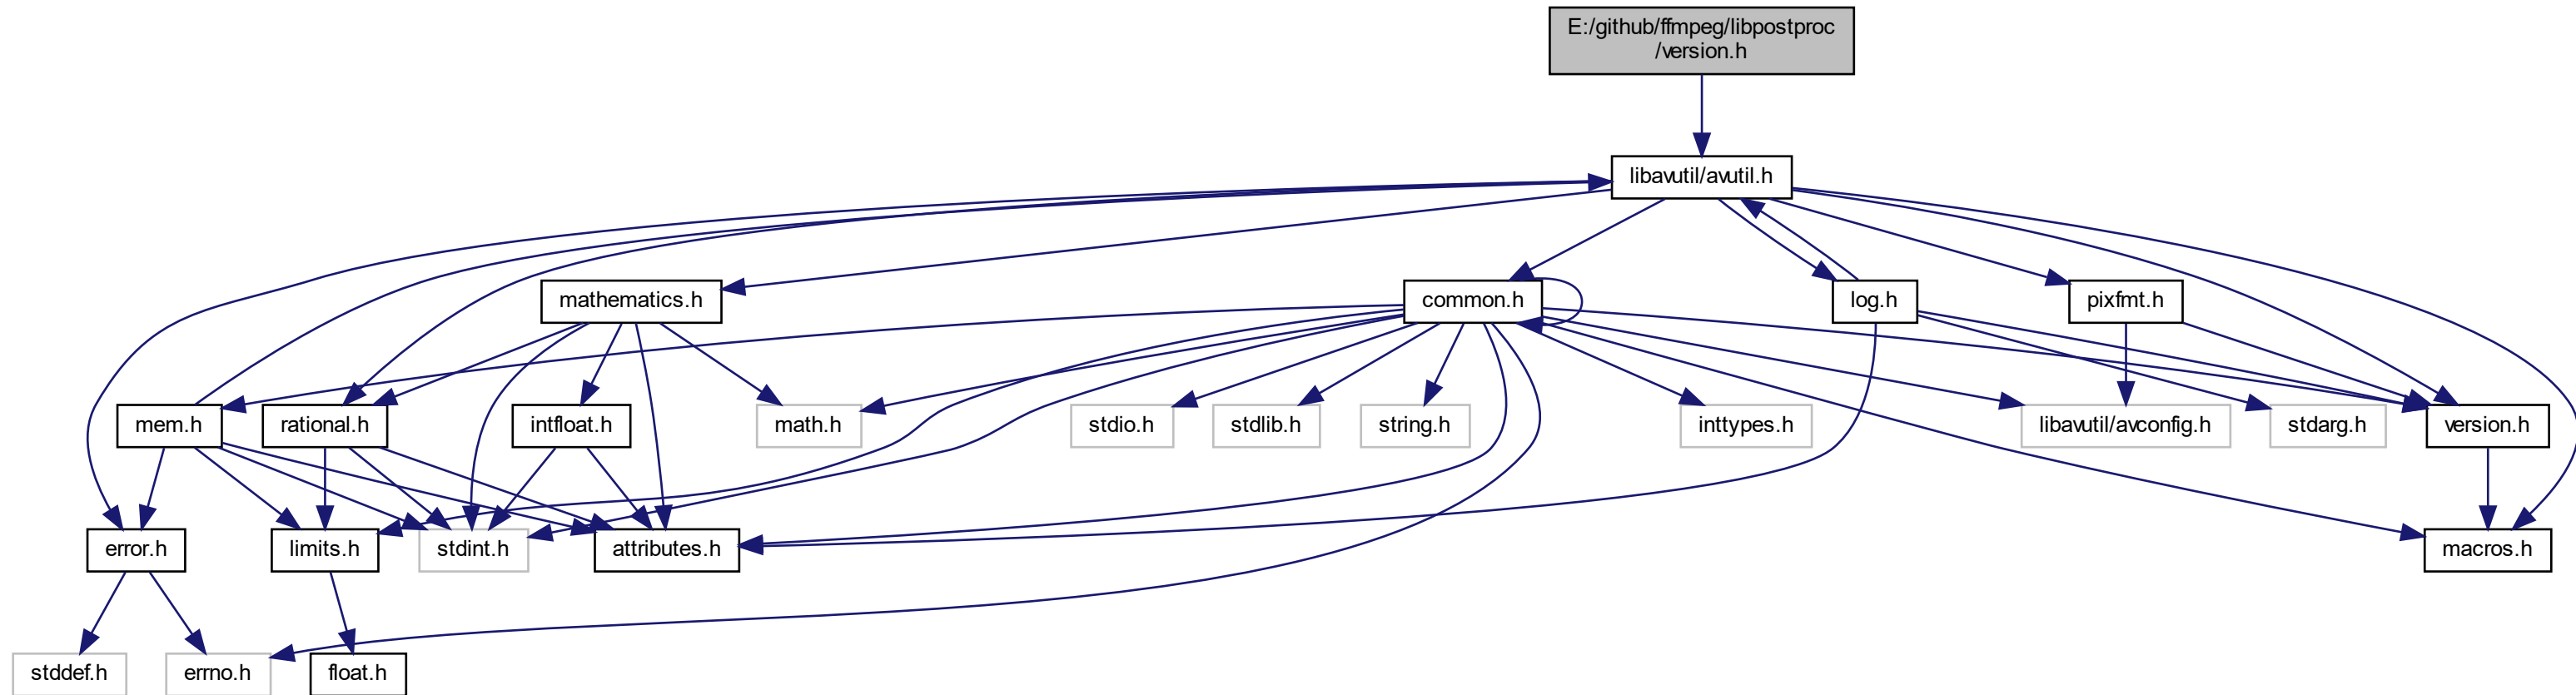 E:/github/ffmpeg/libpostproc
/version.h
libavutil/avutil.h
mathematics.h
common.h
log.h
pixfmt.h
mem.h
rational.h
intfloat.h
math.h
stdio.h
stdlib.h
string.h
inttypes.h
libavutil/avconfig.h
stdarg.h
version.h
error.h
limits.h
stdint.h
attributes.h
macros.h
stddef.h
errno.h
float.h